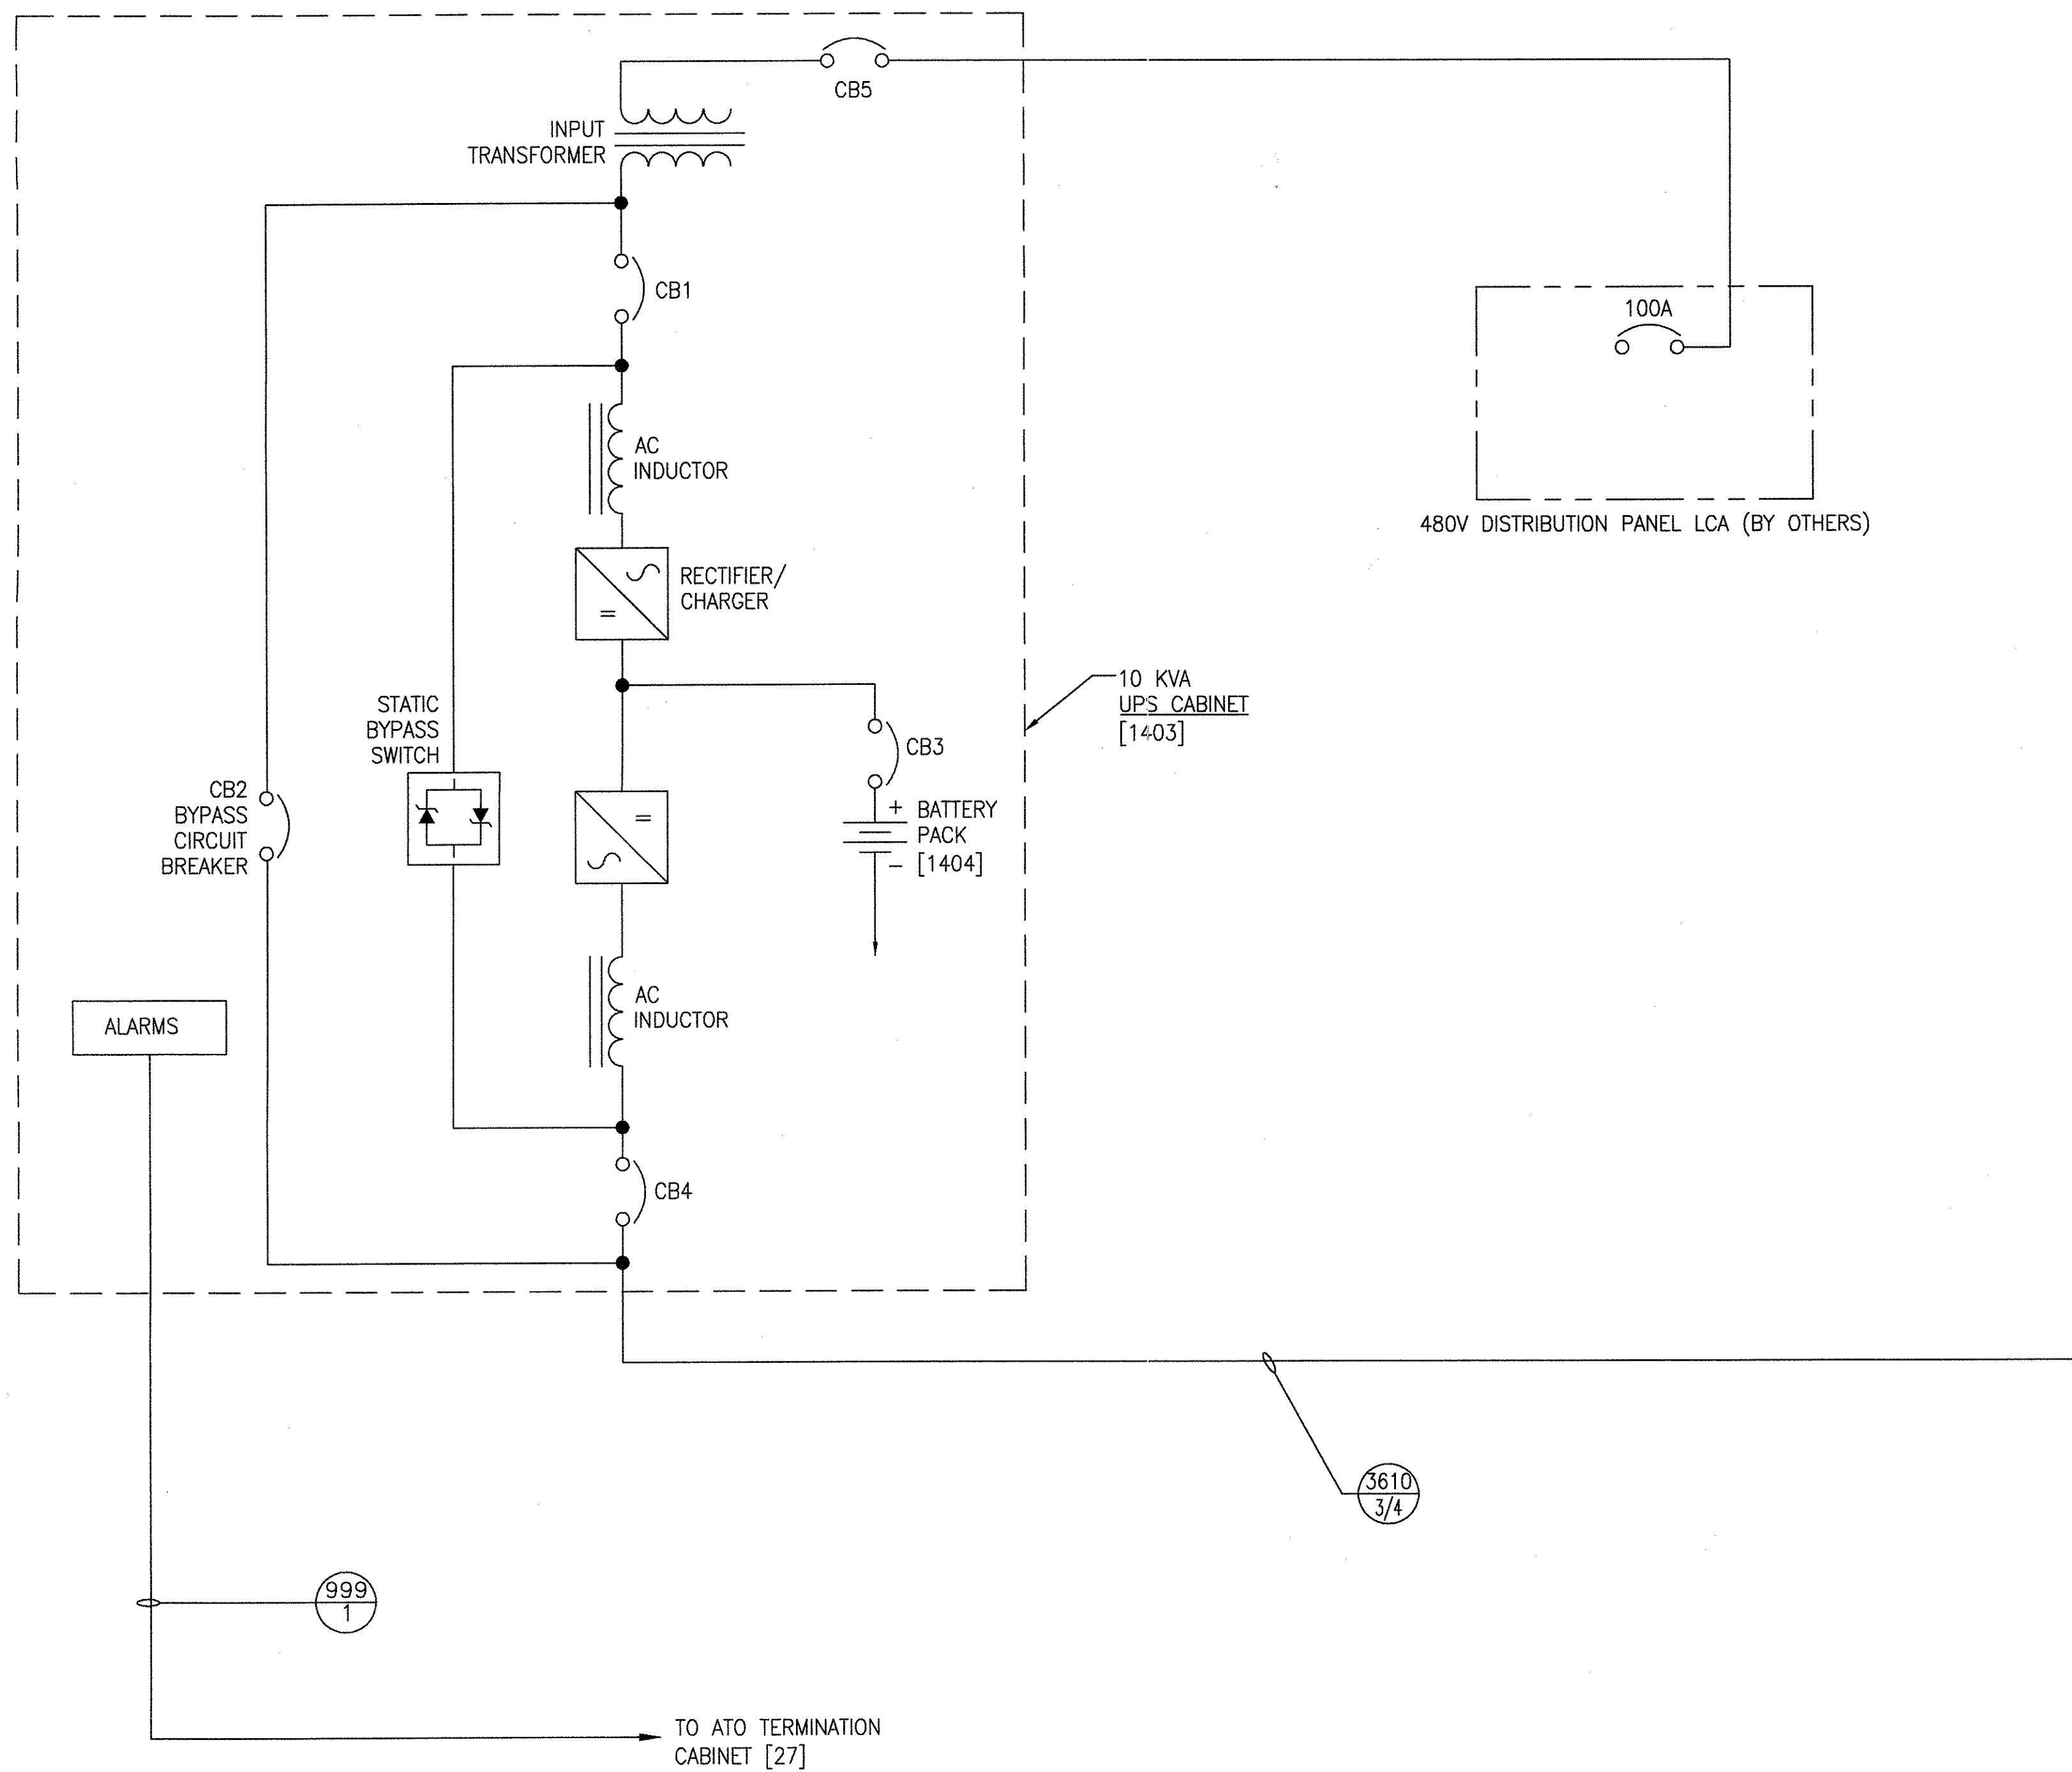 CB5
INPUT
TRANSFORMER
CB1
100A
480V DISTRIBUTION PANEL LCA (BY OTHERS)
AC
INDUCTOR
RECTIFIER/
CHARGER
10 KVA
UPS CABINET
[1403]
STATIC
BYPASS
SWITCH
CB3
CB2
BYPASS
CIRCUIT
BREAKER
+ BATTERY
PACK
- [1404]
AC
INDUCTOR
ALARMS
CB4
3610
3/4
999
1
TO ATO TERMINATION
CABINET [27]